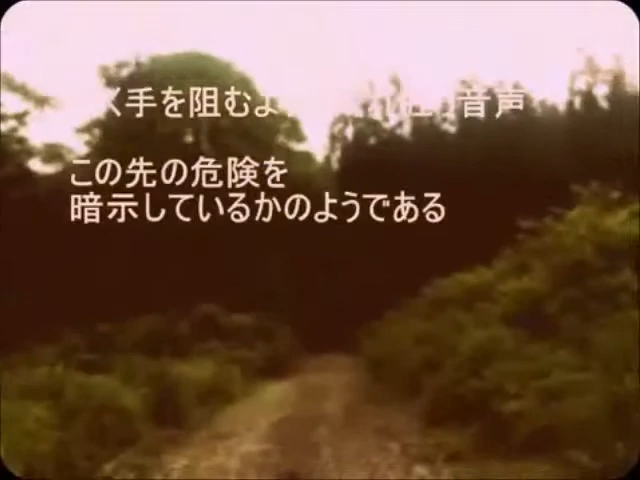 く手を阻むよ 音声
この先の危険を
暗示しているかのようである